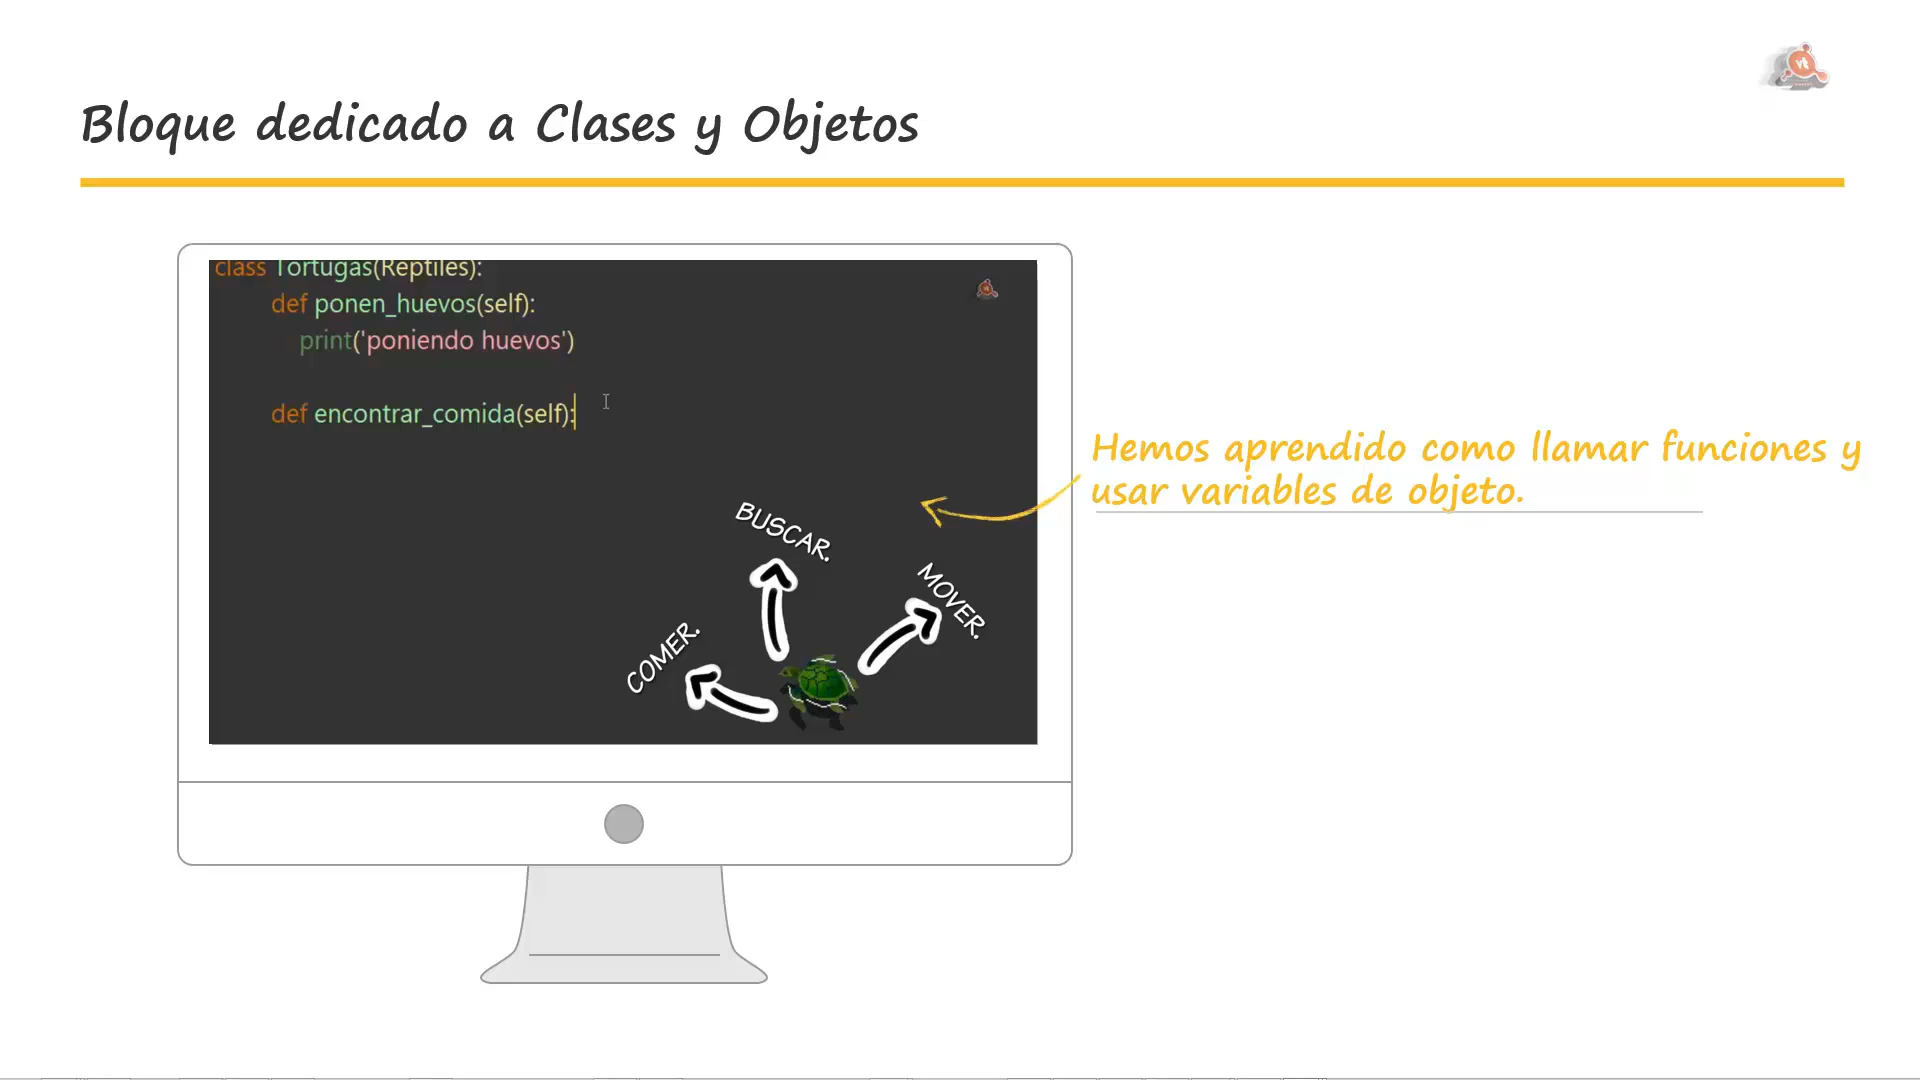 Bloque dedicado a Clases y Objetos
class Tortugas(Reptiles):
def ponen_huevos(self):
print('poniendo huevos')
def encontrar_comida(self):
Hemos aprendido como llamar funciones y
usar variables de objeto.
BUSCAR.
MOVER.
COMER.